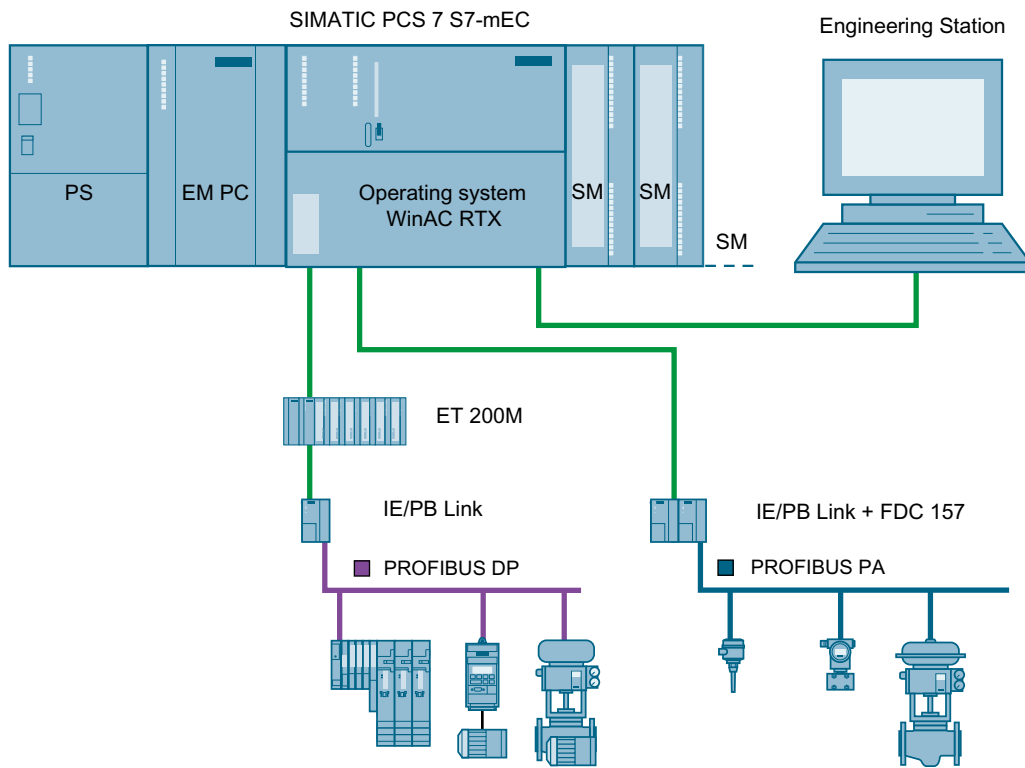 SIMATIC PCS 7 S7-mEC
Engineering Station
PS
EM PC
Operating system
WinAC RTX
SM
SM
SM
ET 200M
IE/PB Link
IE/PB Link + FDC 157
PROFIBUS DP
PROFIBUS PA